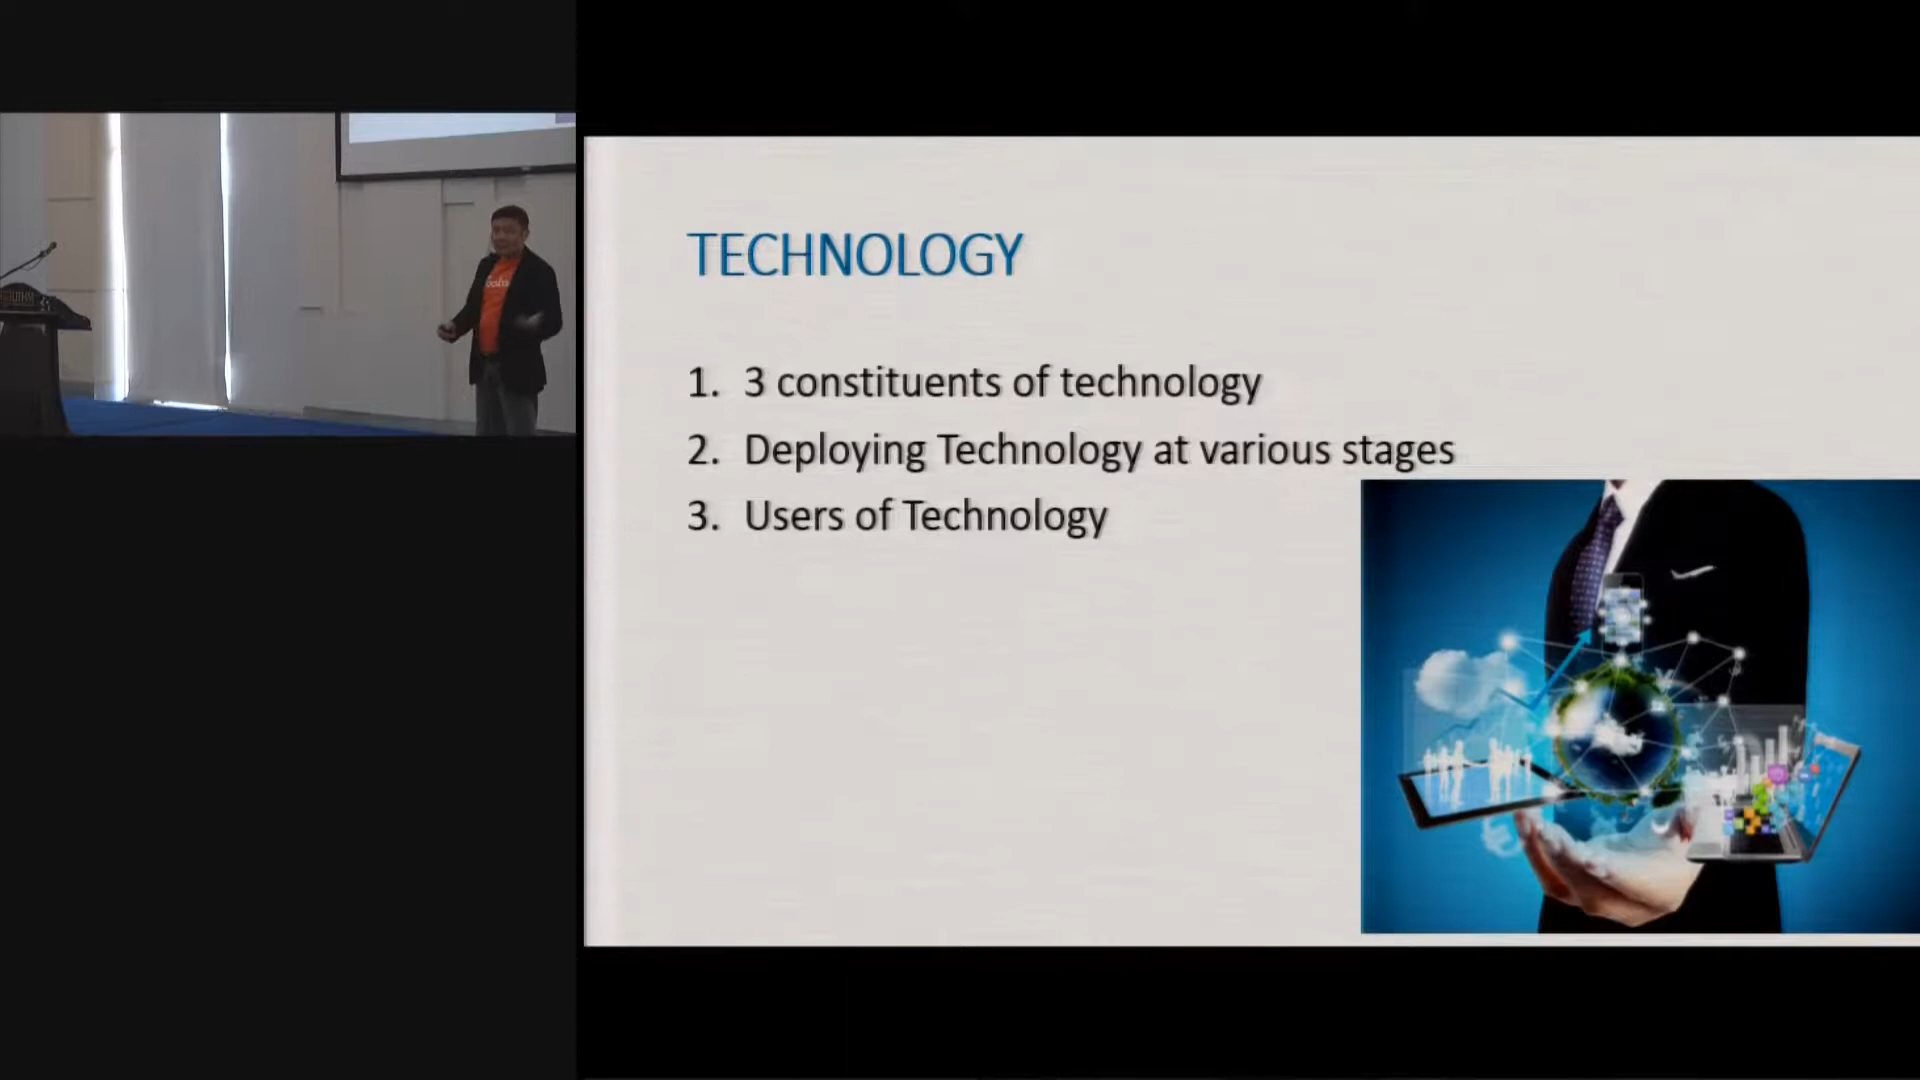 TECHNOLOGY
1. 3 constituents of technology
2. Deploying Technology at various stages
3. Users of Technology